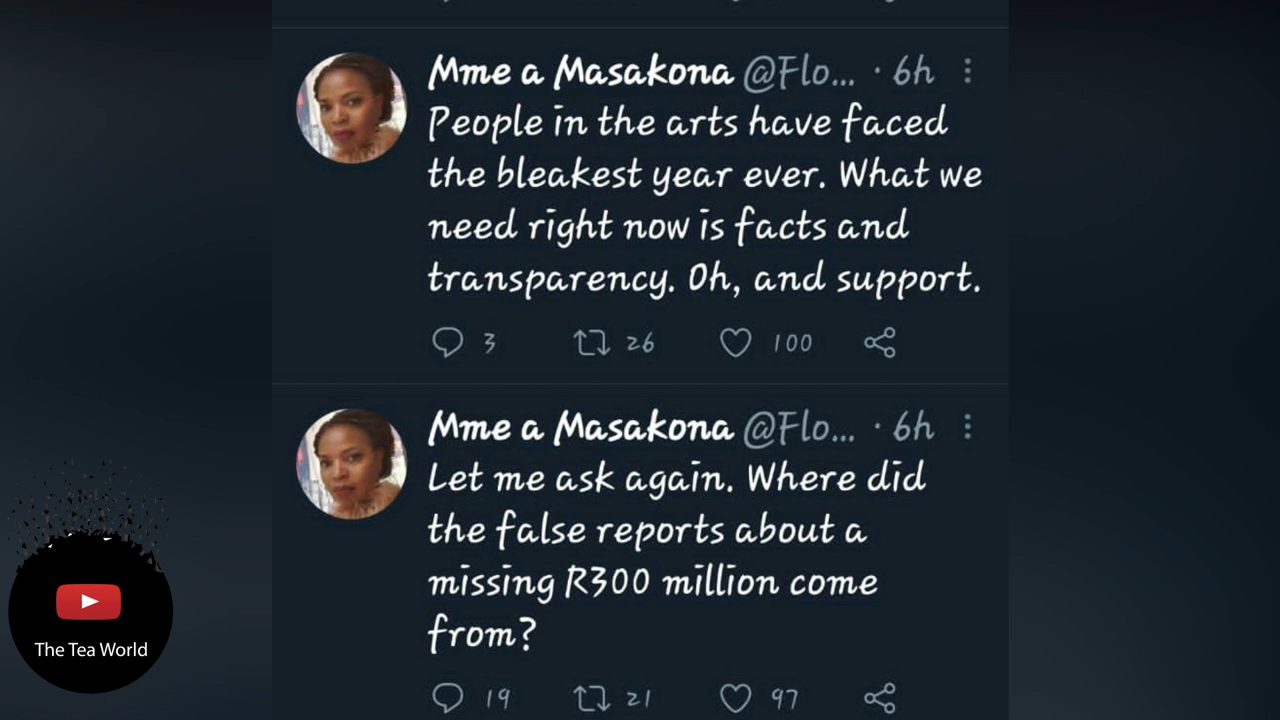 Mme a Masakona @Flo... · 6h
People in the arts have faced
the bleakest year ever. What we
need right now is facts and
transparency. Oh, and support.
3 26 100
Mme a Masakona @Flo... · 6h
Let me ask again. Where did
the false reports about a
missing R300 million come
from?
19 21 97
The Tea World